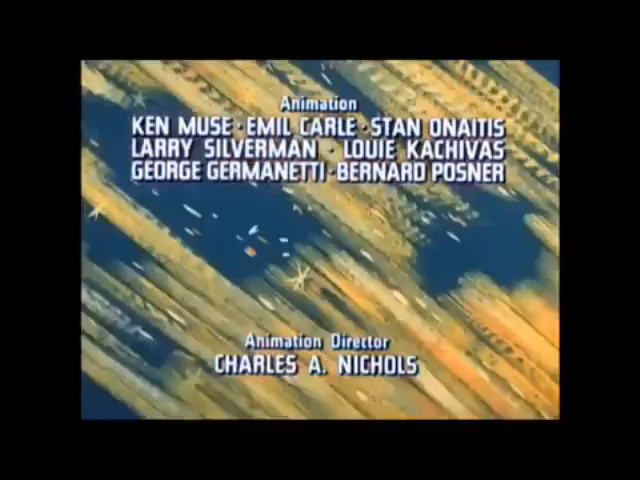 Animation
KEN MUSE · EMIL CARLE · STAN ONAITIS
LARRY SILVERMAN · LOUIE KACHIVAS
GEORGE GERMANETTI · BERNARD POSNER
Animation Director
CHARLES A. NICHOLS